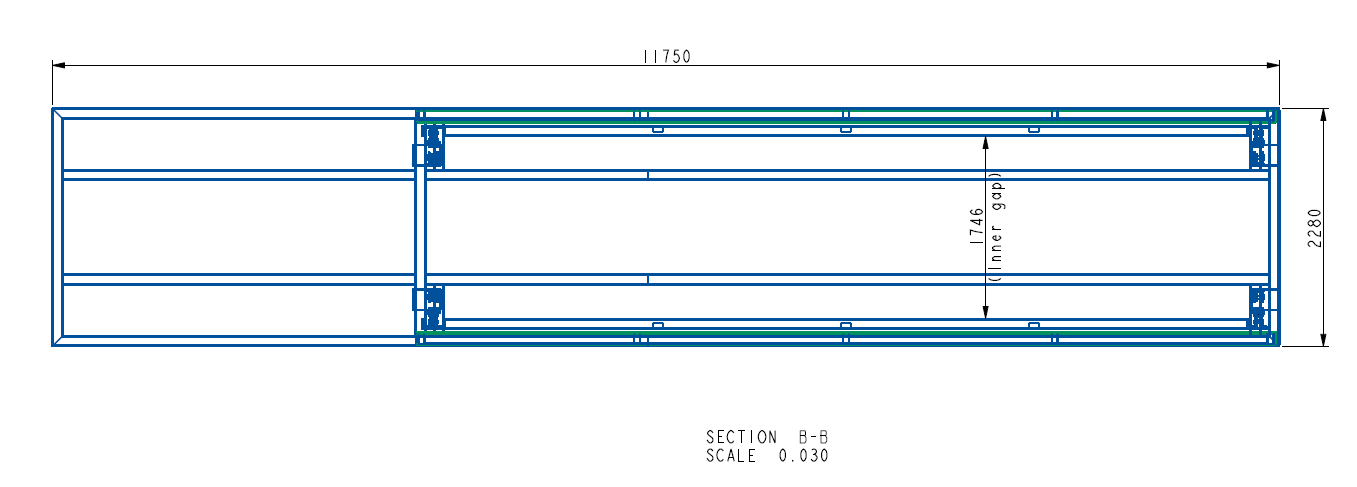 11750
1746
(Inner gap)
2280
SECTION B-B
SCALE 0.030